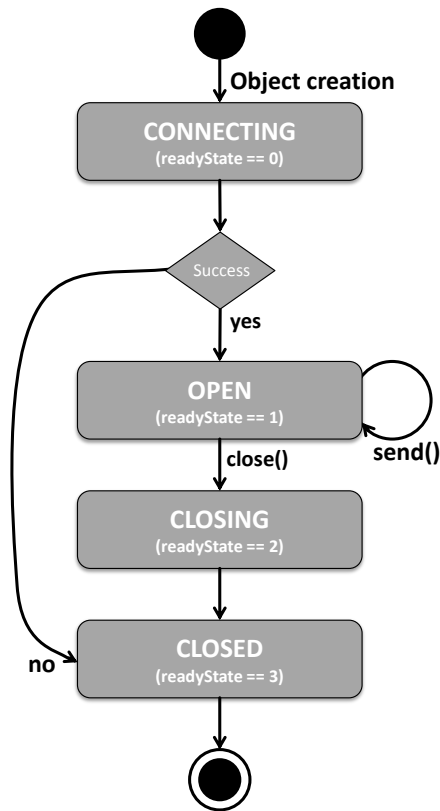 Object creation
CONNECTING
(readyState == 0)
Success
yes
OPEN
(readyState == 1)
send()
close()
CLOSING
(readyState == 2)
CLOSED
(readyState == 3)
no